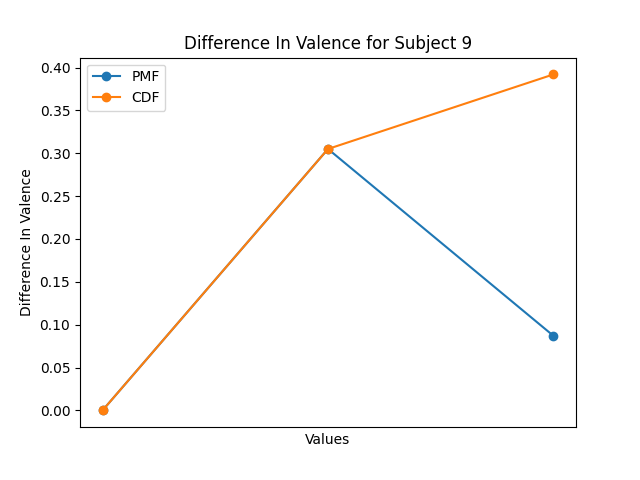 Difference In Valence for Subject 9
PMF
CDF
0.40
0.35
0.30
0.25
0.20
0.15
0.10
0.05
0.00
Difference In Valence
Values